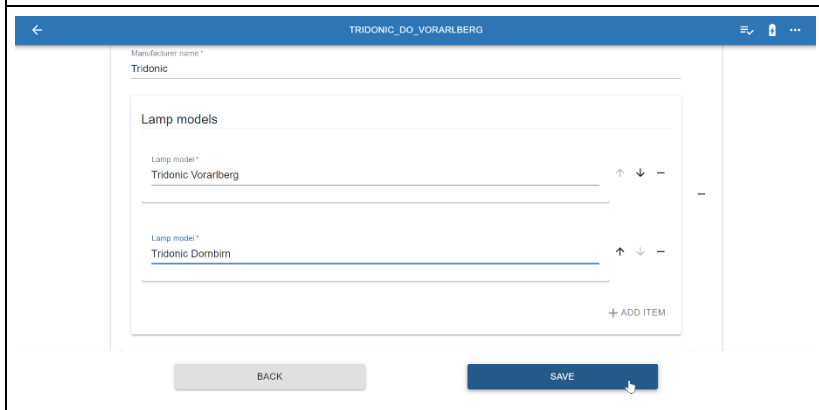 TRIDONIC_DO_VORARLBERG
Manufacturer name *
Tridonic
Lamp models
Lamp model *
Tridonic Vorarlberg
Lamp model *
Tridonic Dornbirn
+ ADD ITEM
BACK
SAVE